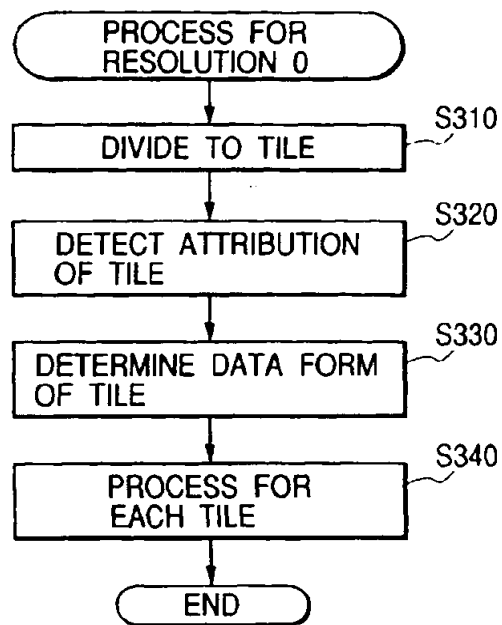 PROCESS FOR
RESOLUTION 0
S310
DIVIDE TO TILE
S320
DETECT ATTRIBUTION
OF TILE
S330
DETERMINE DATA FORM
OF TILE
S340
PROCESS FOR
EACH TILE
END